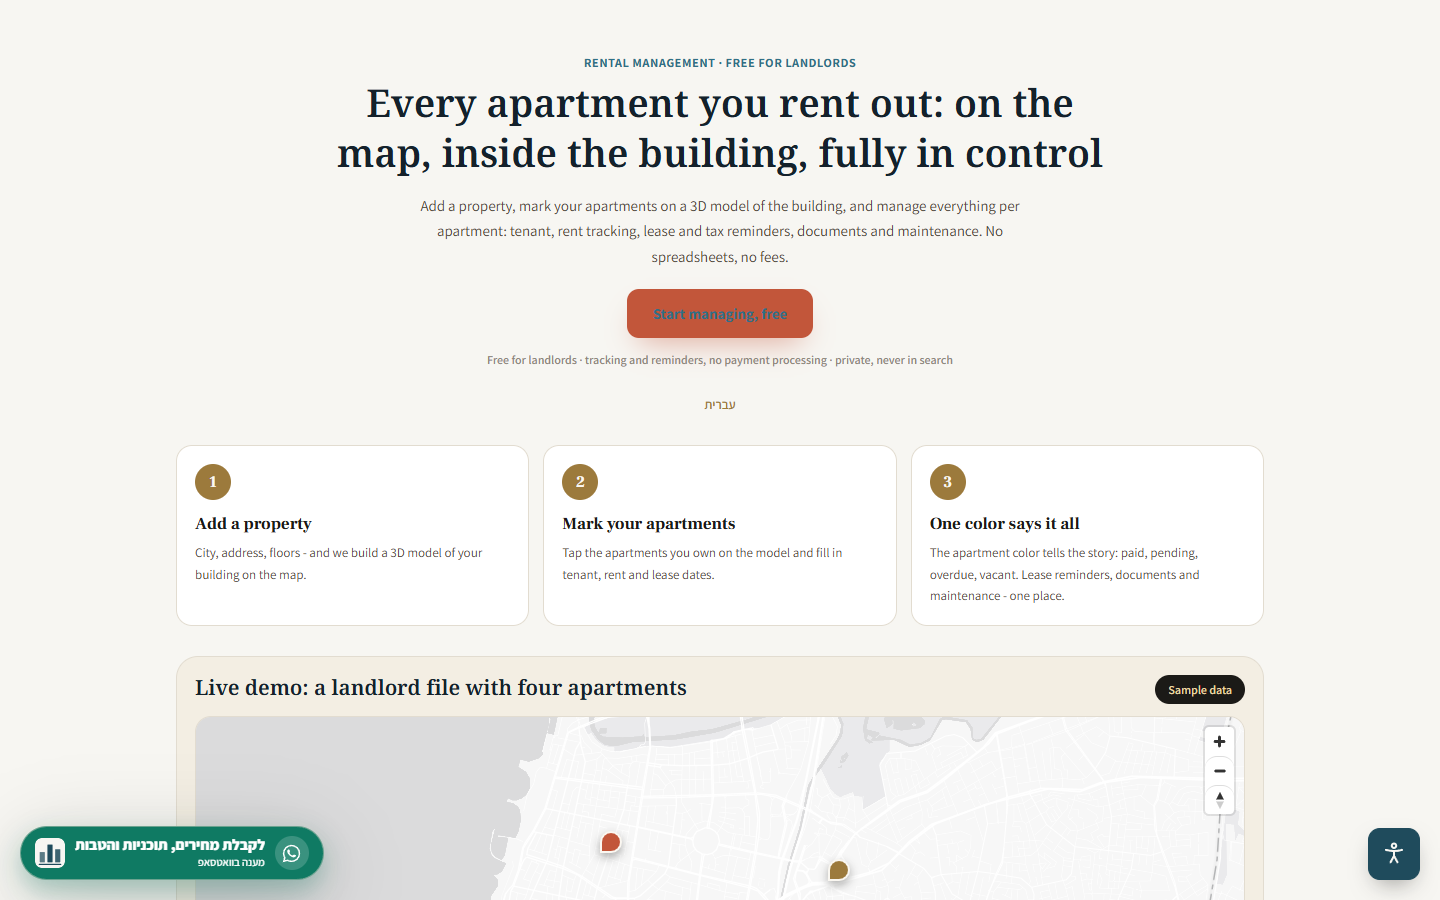 RENTAL MANAGEMENT · FREE FOR LANDLORDS
Every apartment you rent out: on the
map, inside the building, fully in control
Add a property, mark your apartments on a 3D model of the building, and manage everything per
apartment: tenant, rent tracking, lease and tax reminders, documents and maintenance. No
spreadsheets, no fees.
Start managing, free
Free for landlords · tracking and reminders, no payment processing · private, never in search
עברית
1
Add a property
City, address, floors - and we build a 3D model of your
building on the map.
2
Mark your apartments
Tap the apartments you own on the model and fill in
tenant, rent and lease dates.
3
One color says it all
The apartment color tells the story: paid, pending,
overdue, vacant. Lease reminders, documents and
maintenance - one place.
Live demo: a landlord file with four apartments
Sample data
לקבלת מחירים, תוכניות והטבות
מענה בוואטסאפ